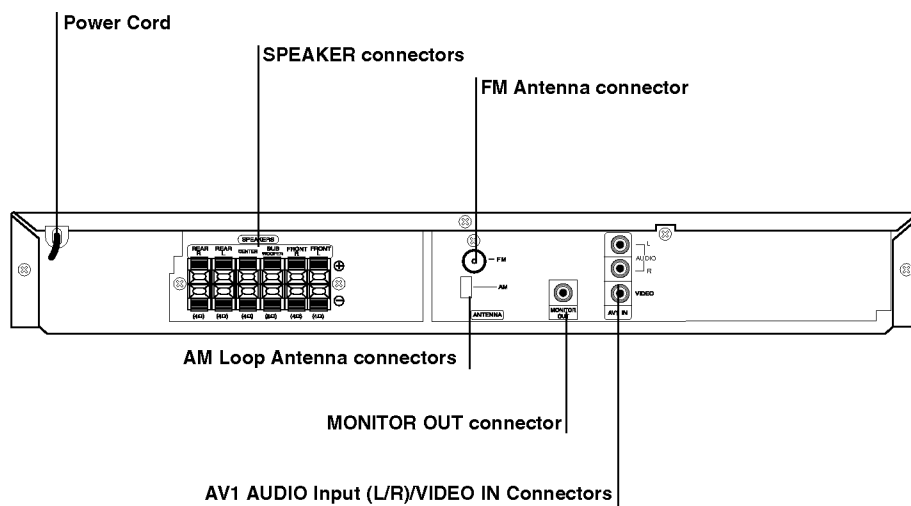 Power Cord
SPEAKER connectors
FM Antenna connector
SPEAKERS
REAR R
REAR L
CENTER
SUB WOOFER
FRONT R
FRONT L
FM
AM
ANTENNA
MONITOR OUT
L
AUDIO
R
VIDEO
AV1 IN
AM Loop Antenna connectors
MONITOR OUT connector
AV1 AUDIO Input (L/R)/VIDEO IN Connectors